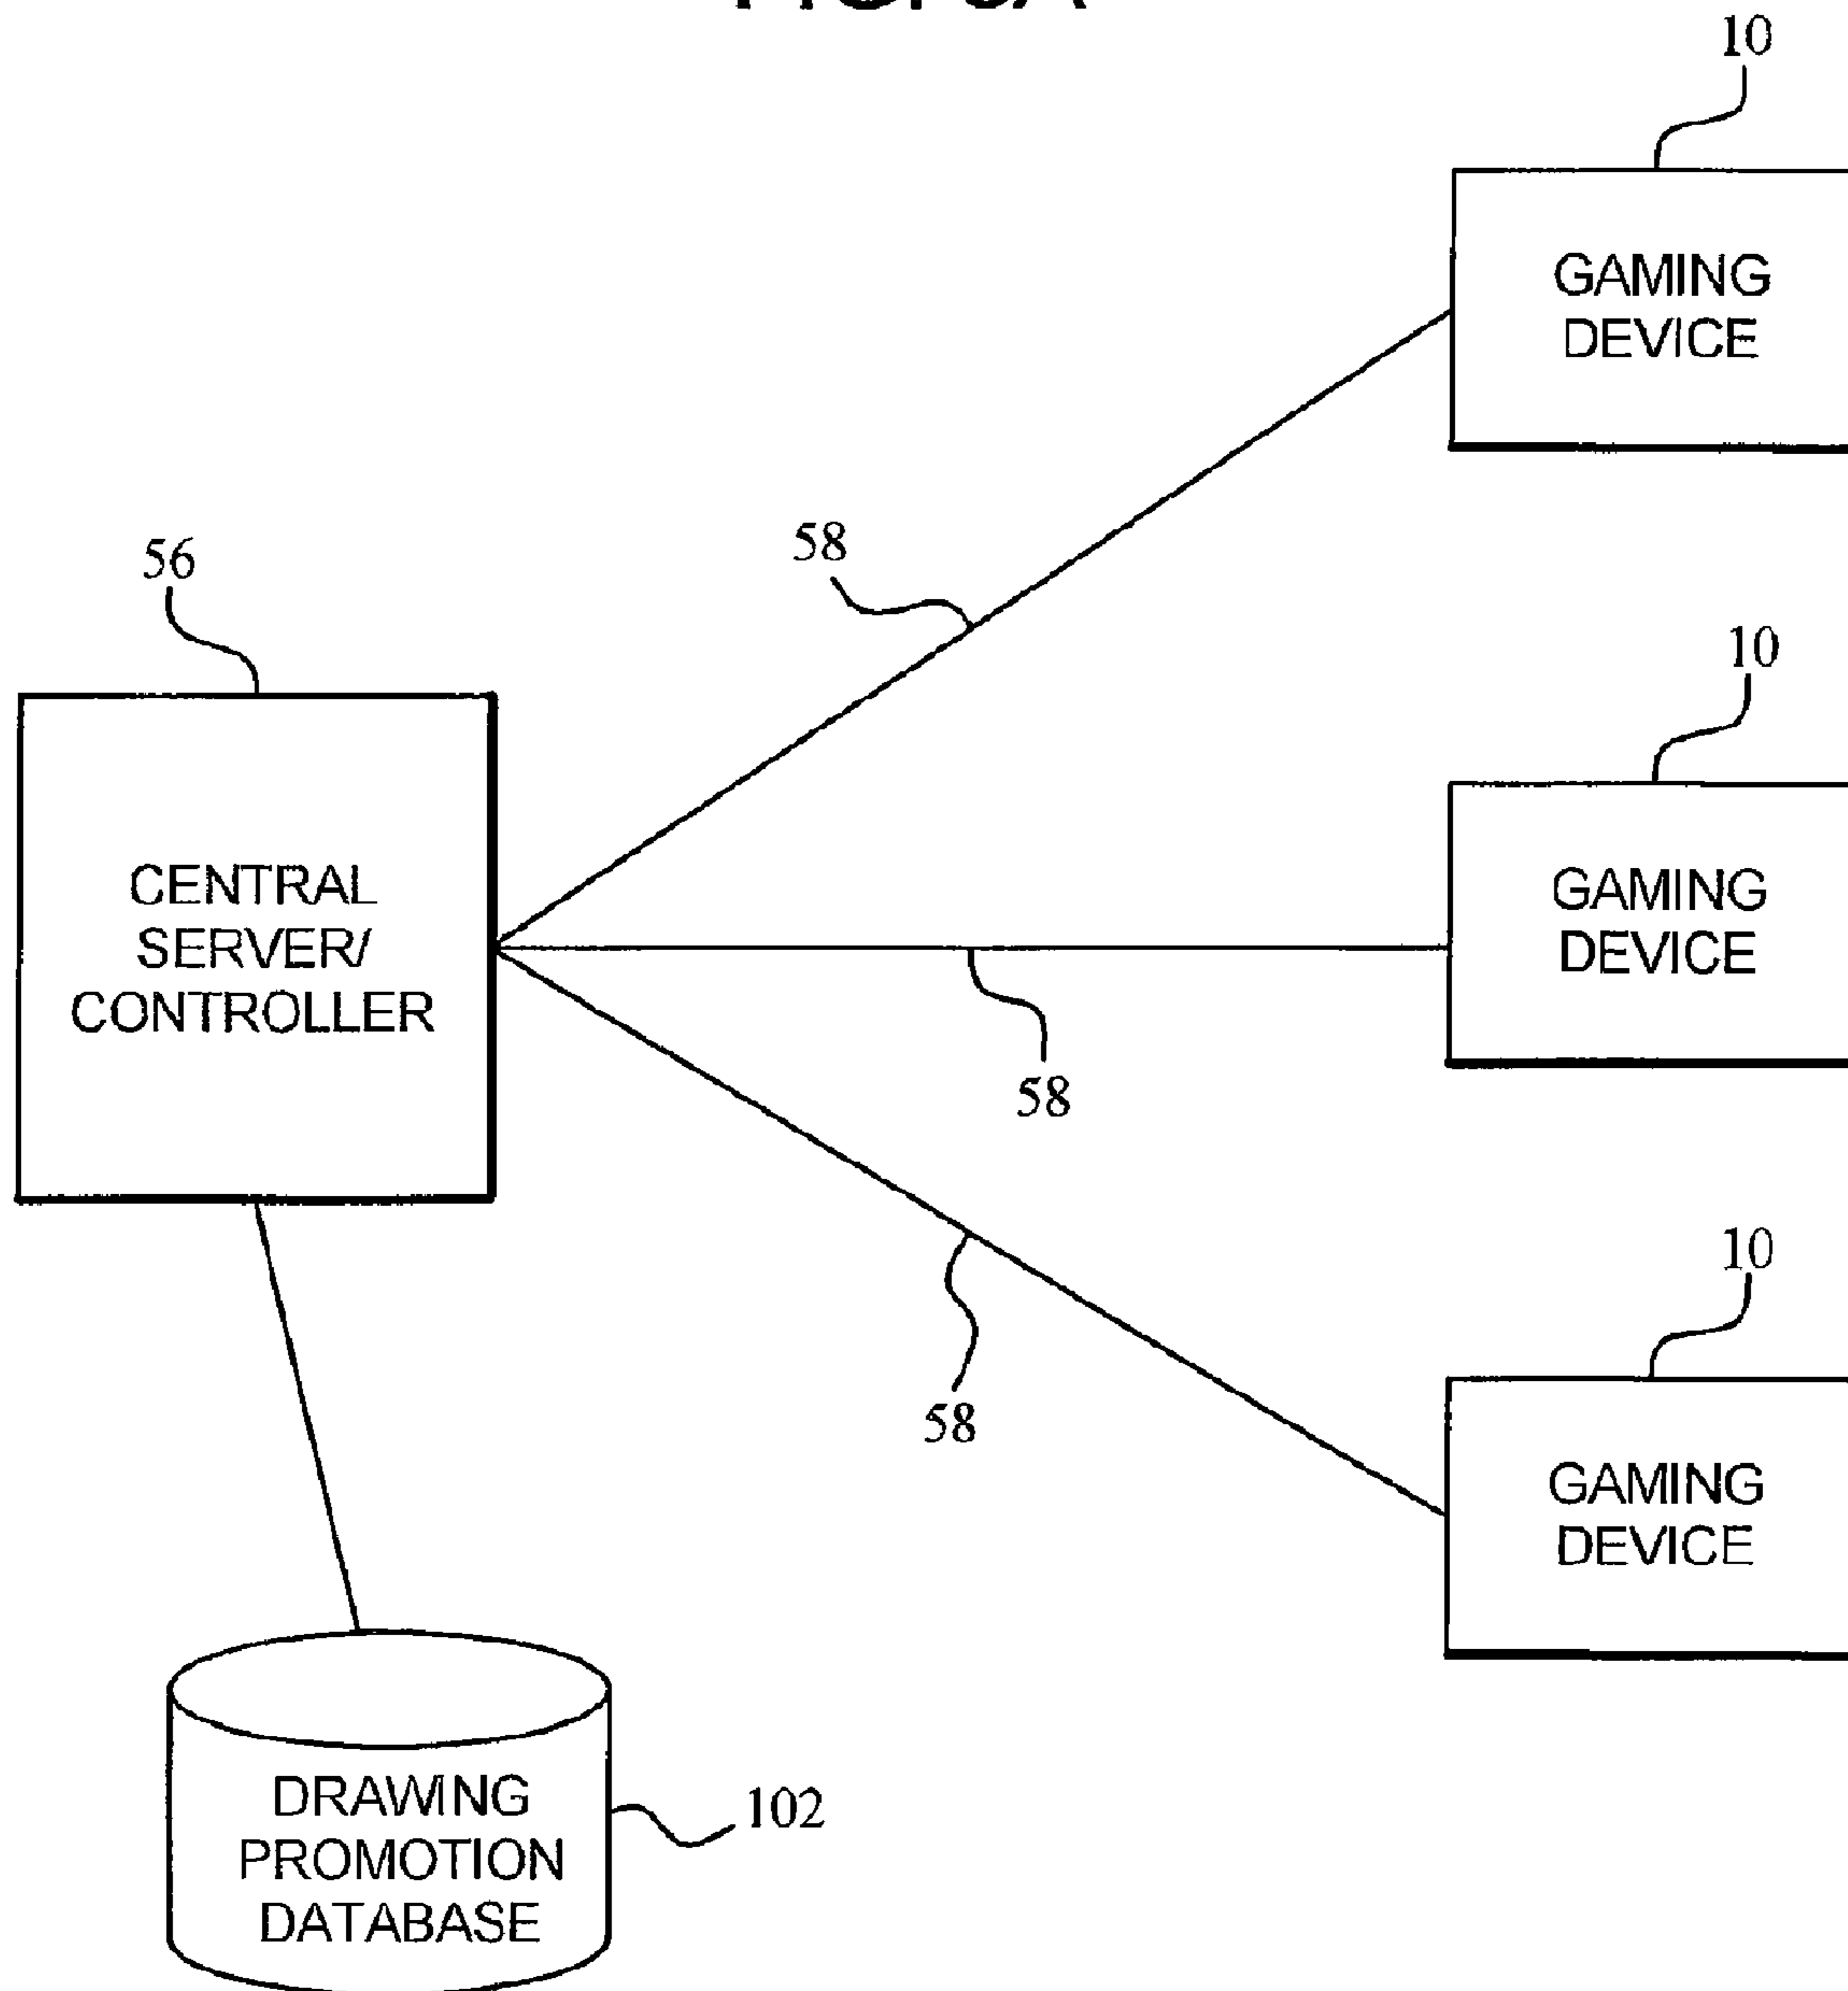 10
GAMING
DEVICE
58
56
10
CENTRAL
SERVER/
CONTROLLER
GAMING
DEVICE
58
10
58
GAMING
DEVICE
DRAWING
PROMOTION
DATABASE
102